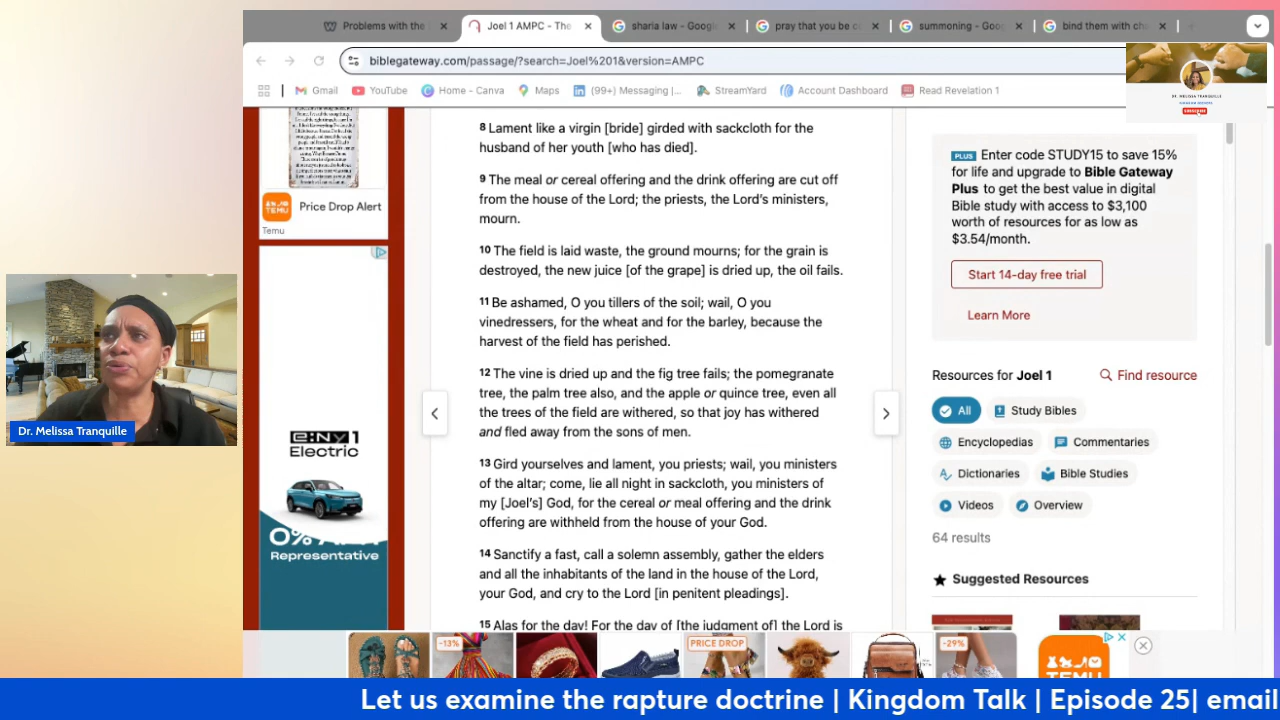 Problems with the
Joel 1 AMPC - The
sharia law - Goog
pray that you be co
summoning - Goog
bind them with cha
biblegateway.com/passage/?search=Joel%201&version=AMPC
Gmail
YouTube
Home - Canva
Maps
(99+) Messaging |...
StreamYard
Account Dashboard
Read Revelation 1
DR. MELISSA TRANQUILLE
SUBSCRIBE
TEMU
Price Drop Alert
Temu
e:Ny1
Electric
Representative
8 Lament like a virgin [bride] girded with sackcloth for the
husband of her youth [who has died].
9 The meal or cereal offering and the drink offering are cut off
from the house of the Lord; the priests, the Lord's ministers,
mourn.
10 The field is laid waste, the ground mourns; for the grain is
destroyed, the new juice [of the grape] is dried up, the oil fails.
11 Be ashamed, O you tillers of the soil; wail, O you
vinedressers, for the wheat and for the barley, because the
harvest of the field has perished.
12 The vine is dried up and the fig tree fails; the pomegranate
tree, the palm tree also, and the apple or quince tree, even all
the trees of the field are withered, so that joy has withered
and fled away from the sons of men.
13 Gird yourselves and lament, you priests; wail, you ministers
of the altar; come, lie all night in sackcloth, you ministers of
my [Joel's] God, for the cereal or meal offering and the drink
offering are withheld from the house of your God.
14 Sanctify a fast, call a solemn assembly, gather the elders
and all the inhabitants of the land in the house of the Lord,
your God, and cry to the Lord [in penitent pleadings].
15 Alas for the day! For the day of [the judgment of] the Lord is
PLUS Enter code STUDY15 to save 15%
for life and upgrade to Bible Gateway
Plus to get the best value in digital
Bible study with access to $3,100
worth of resources for as low as
$3.54/month.
Start 14-day free trial
Learn More
Resources for Joel 1
Find resource
All
Study Bibles
Encyclopedias
Commentaries
Dictionaries
Bible Studies
Videos
Overview
64 results
Suggested Resources
-13%
PRICE DROP
-29%
TEMU
Dr. Melissa Tranquille
Let us examine the rapture doctrine | Kingdom Talk | Episode 25| email